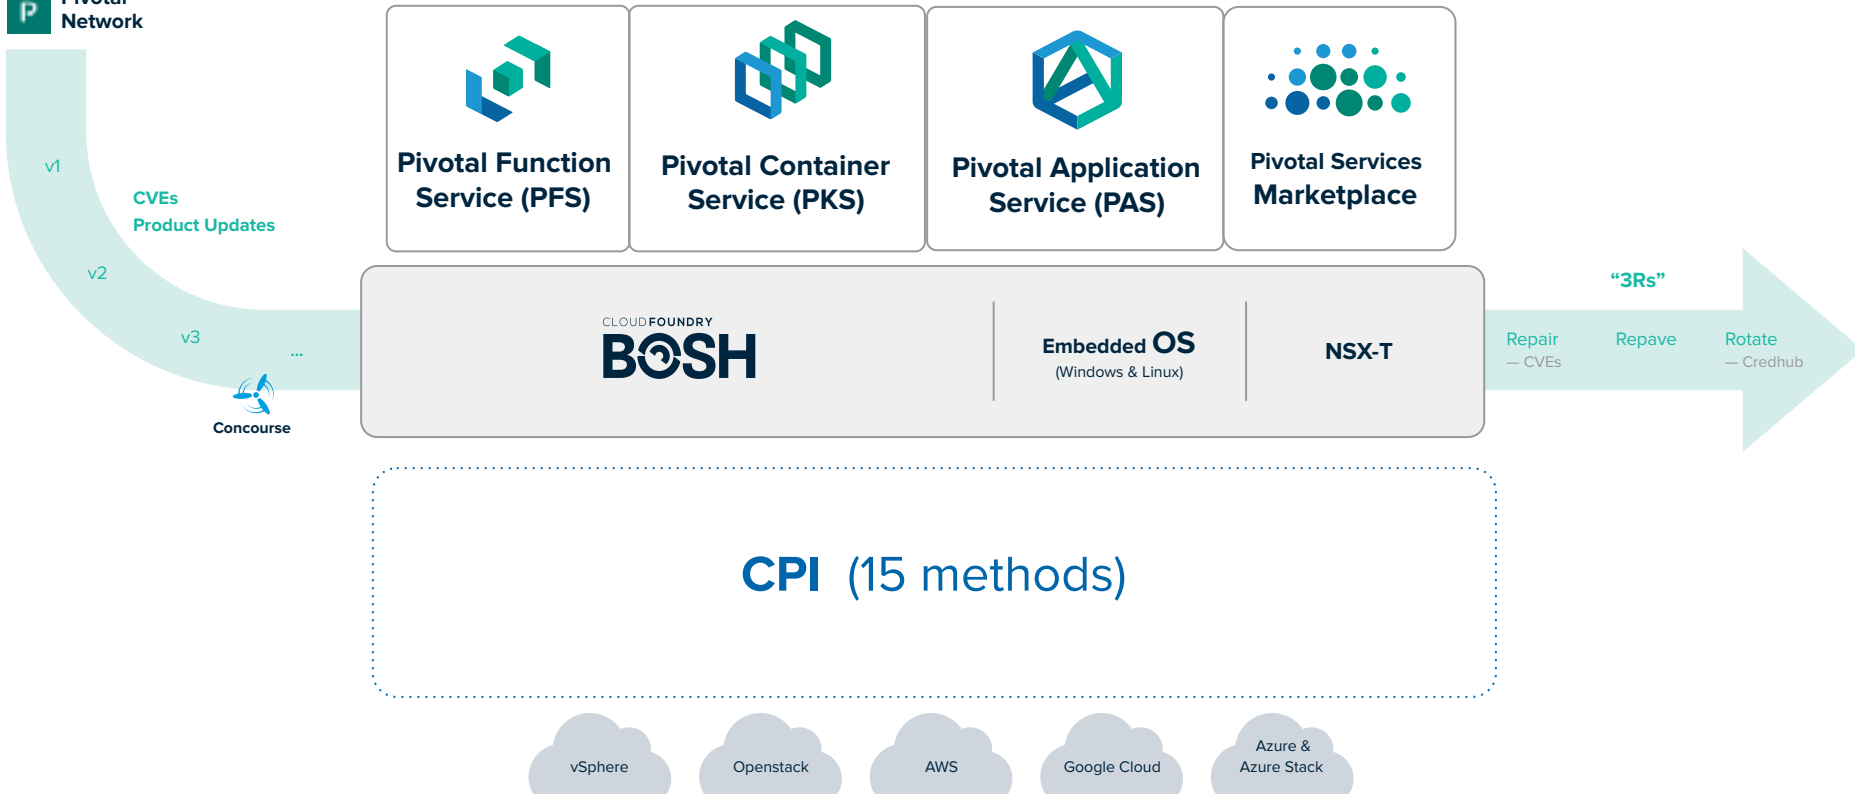 Pivotal
Network
v1
CVEs
Product Updates
v2
v3
...
Concourse
Pivotal Function
Service (PFS)
Pivotal Container
Service (PKS)
Pivotal Application
Service (PAS)
Pivotal Services
Marketplace
CLOUDFOUNDRY
BOSH
Embedded OS
(Windows & Linux)
NSX-T
“3Rs”
Repair
— CVEs
Repave
Rotate
— Credhub
CPI (15 methods)
vSphere
Openstack
AWS
Google Cloud
Azure &
Azure Stack